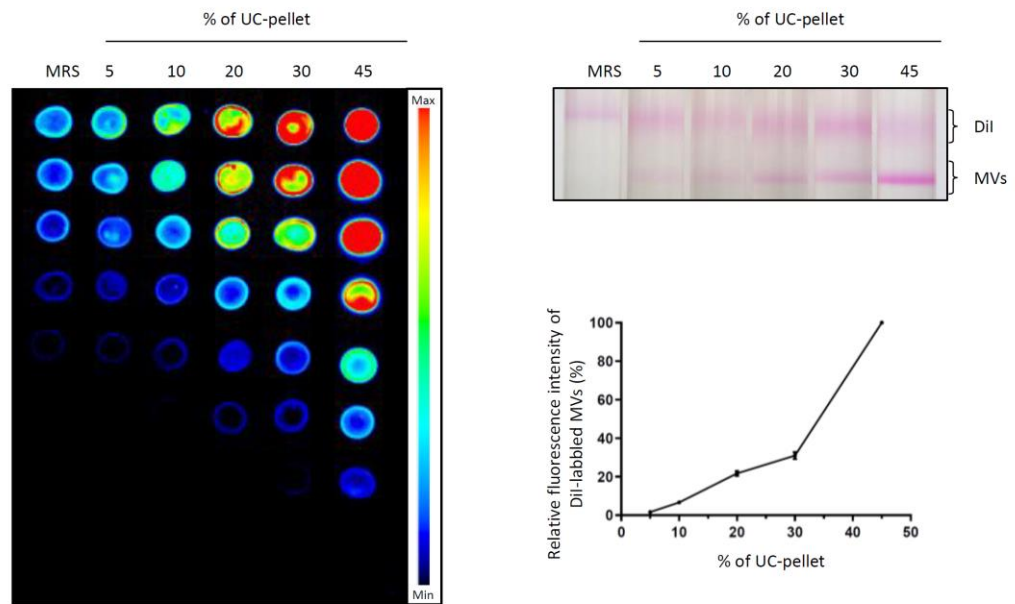 % of UC-pellet
MRS 5 10 20 30 45
Max
Min
% of UC-pellet
MRS 5 10 20 30 45
DiI
MVs
Relative fluorescence intensity of
DiI-labbled MVs (%)
100
80
60
40
20
0
0 10 20 30 40 50
% of UC-pellet